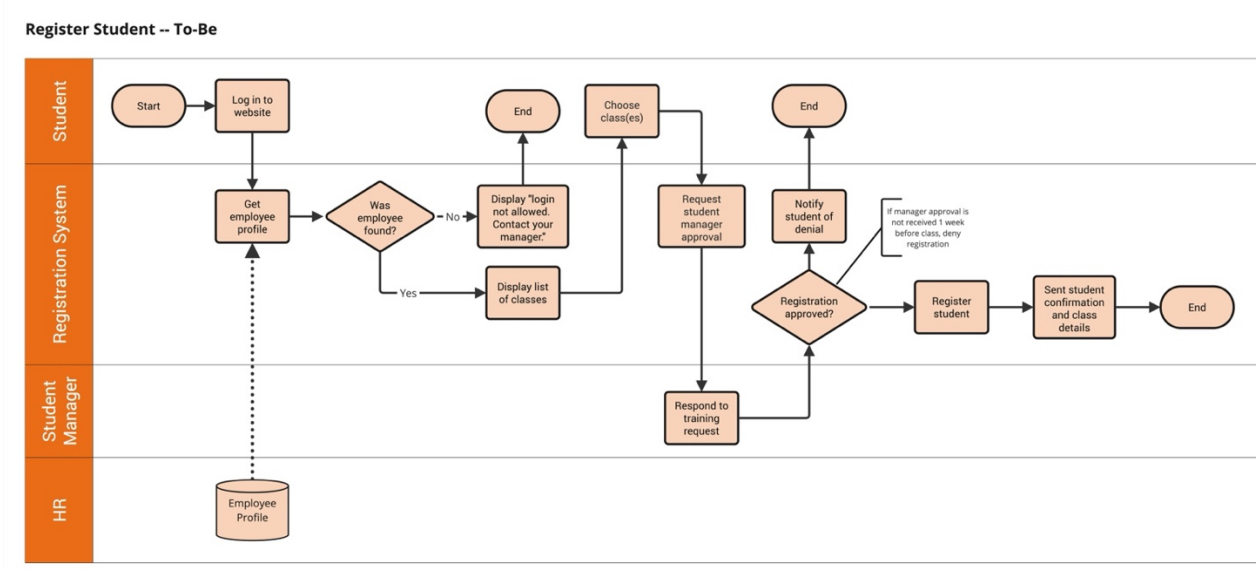 Register Student -- To-Be
Student
Start
Log in to
website
End
Choose
class(es)
End
Registration System
Get
employee
profile
Was
employee
found?
No
Display "login
not allowed.
Contact your
manager."
Yes
Display list
of classes
Request
student
manager
approval
Notify
student of
denial
If manager approval is
not received 1 week
before class, deny
registration
Registration
approved?
Register
student
Sent student
confirmation
and class
details
End
Student
Manager
Respond to
training
request
HR
Employee
Profile